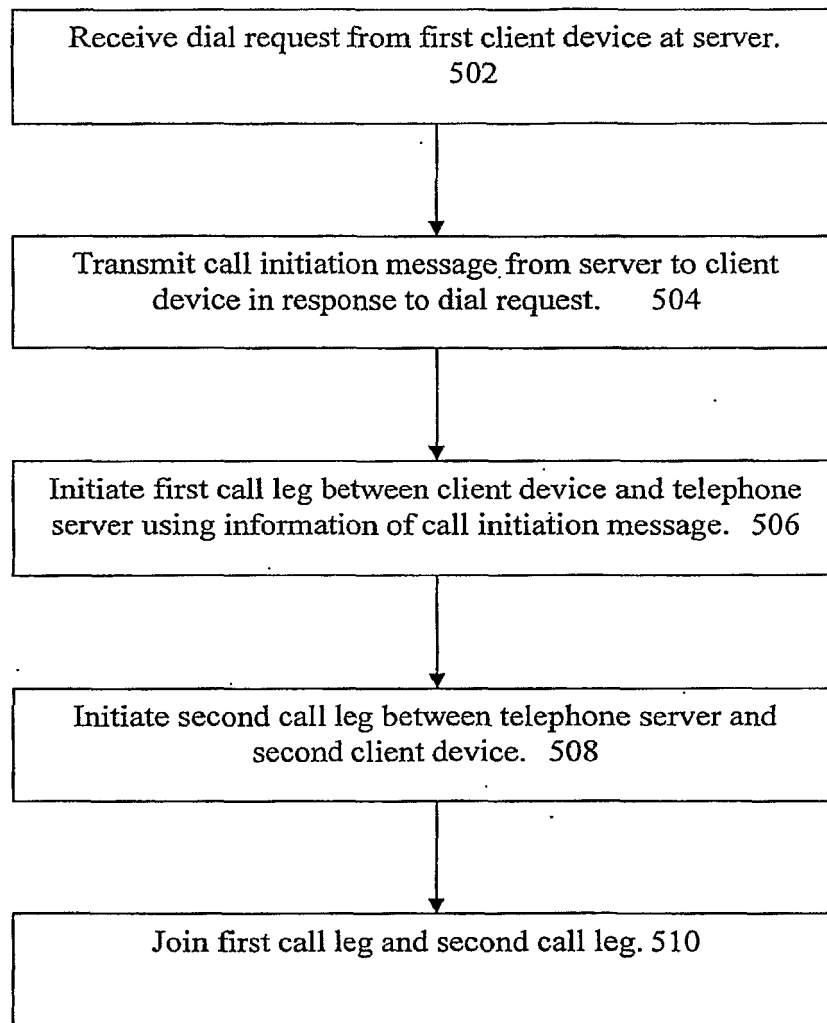 Receive dial request from first client device at server.
502
Transmit call initiation message from server to client
device in response to dial request. 504
Initiate first call leg between client device and telephone
server using information of call initiation message. 506
Initiate second call leg between telephone server and
second client device. 508
Join first call leg and second call leg. 510